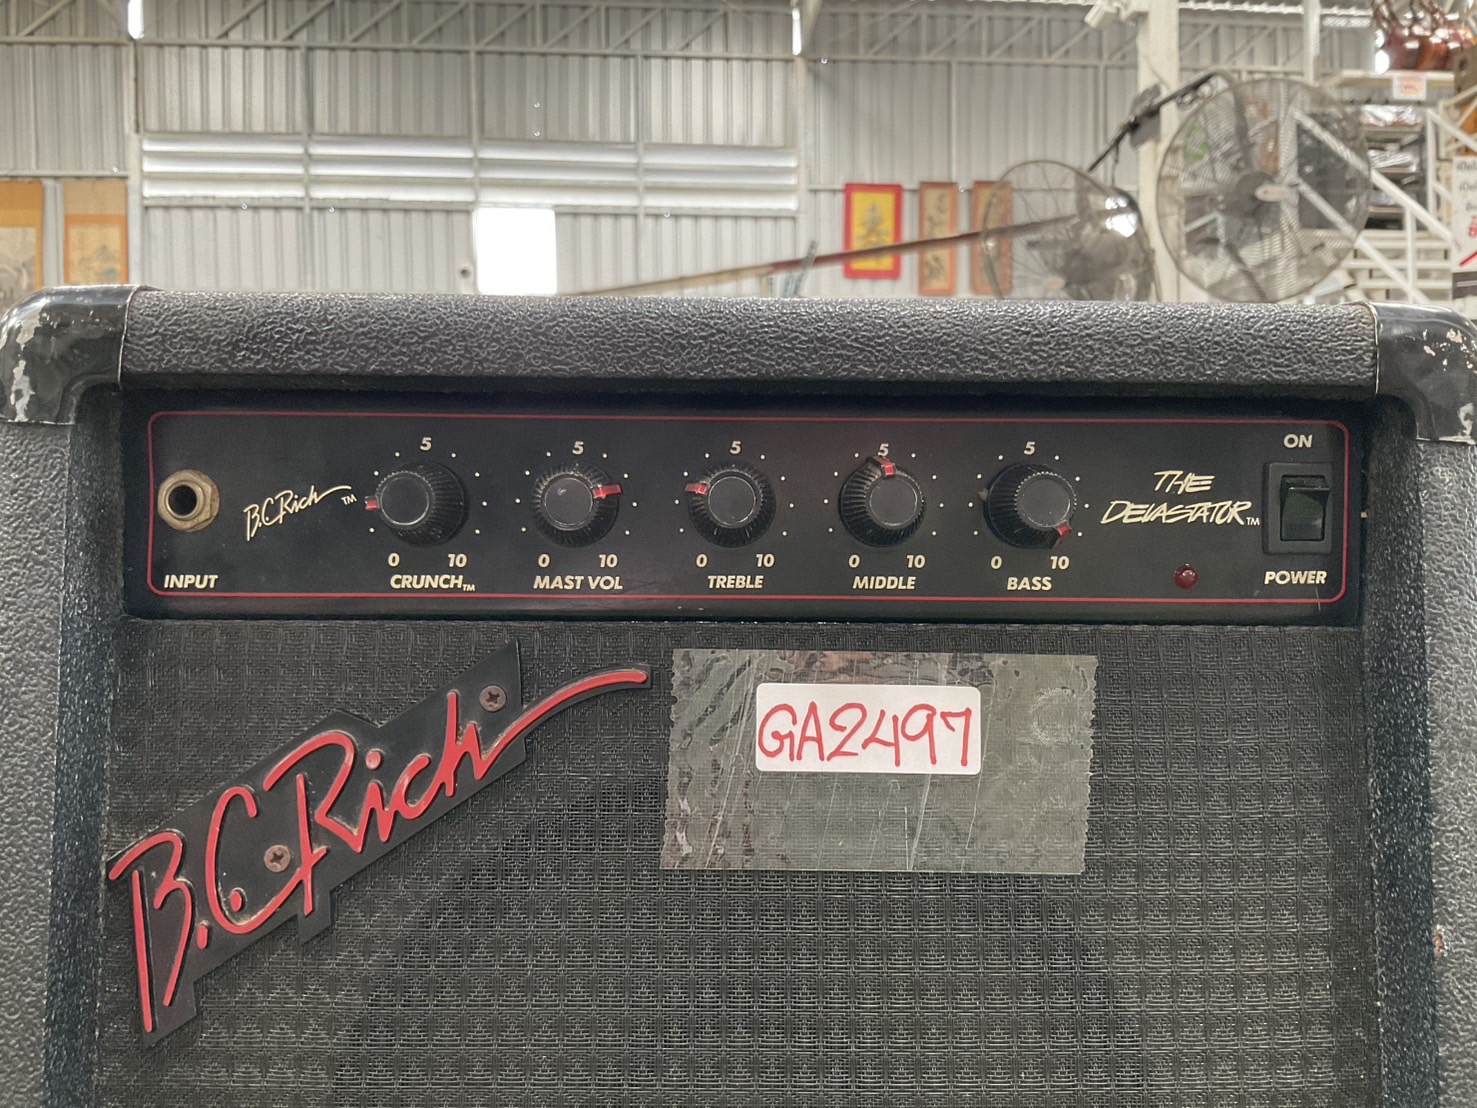 5 5 5 5 5 ON
B.C.Rich™
THE
DEVASTATOR™
0 10 0 10 0 10 0 10 0 10
INPUT CRUNCH™ MAST VOL TREBLE MIDDLE BASS POWER
B.C.Rich
GA2497